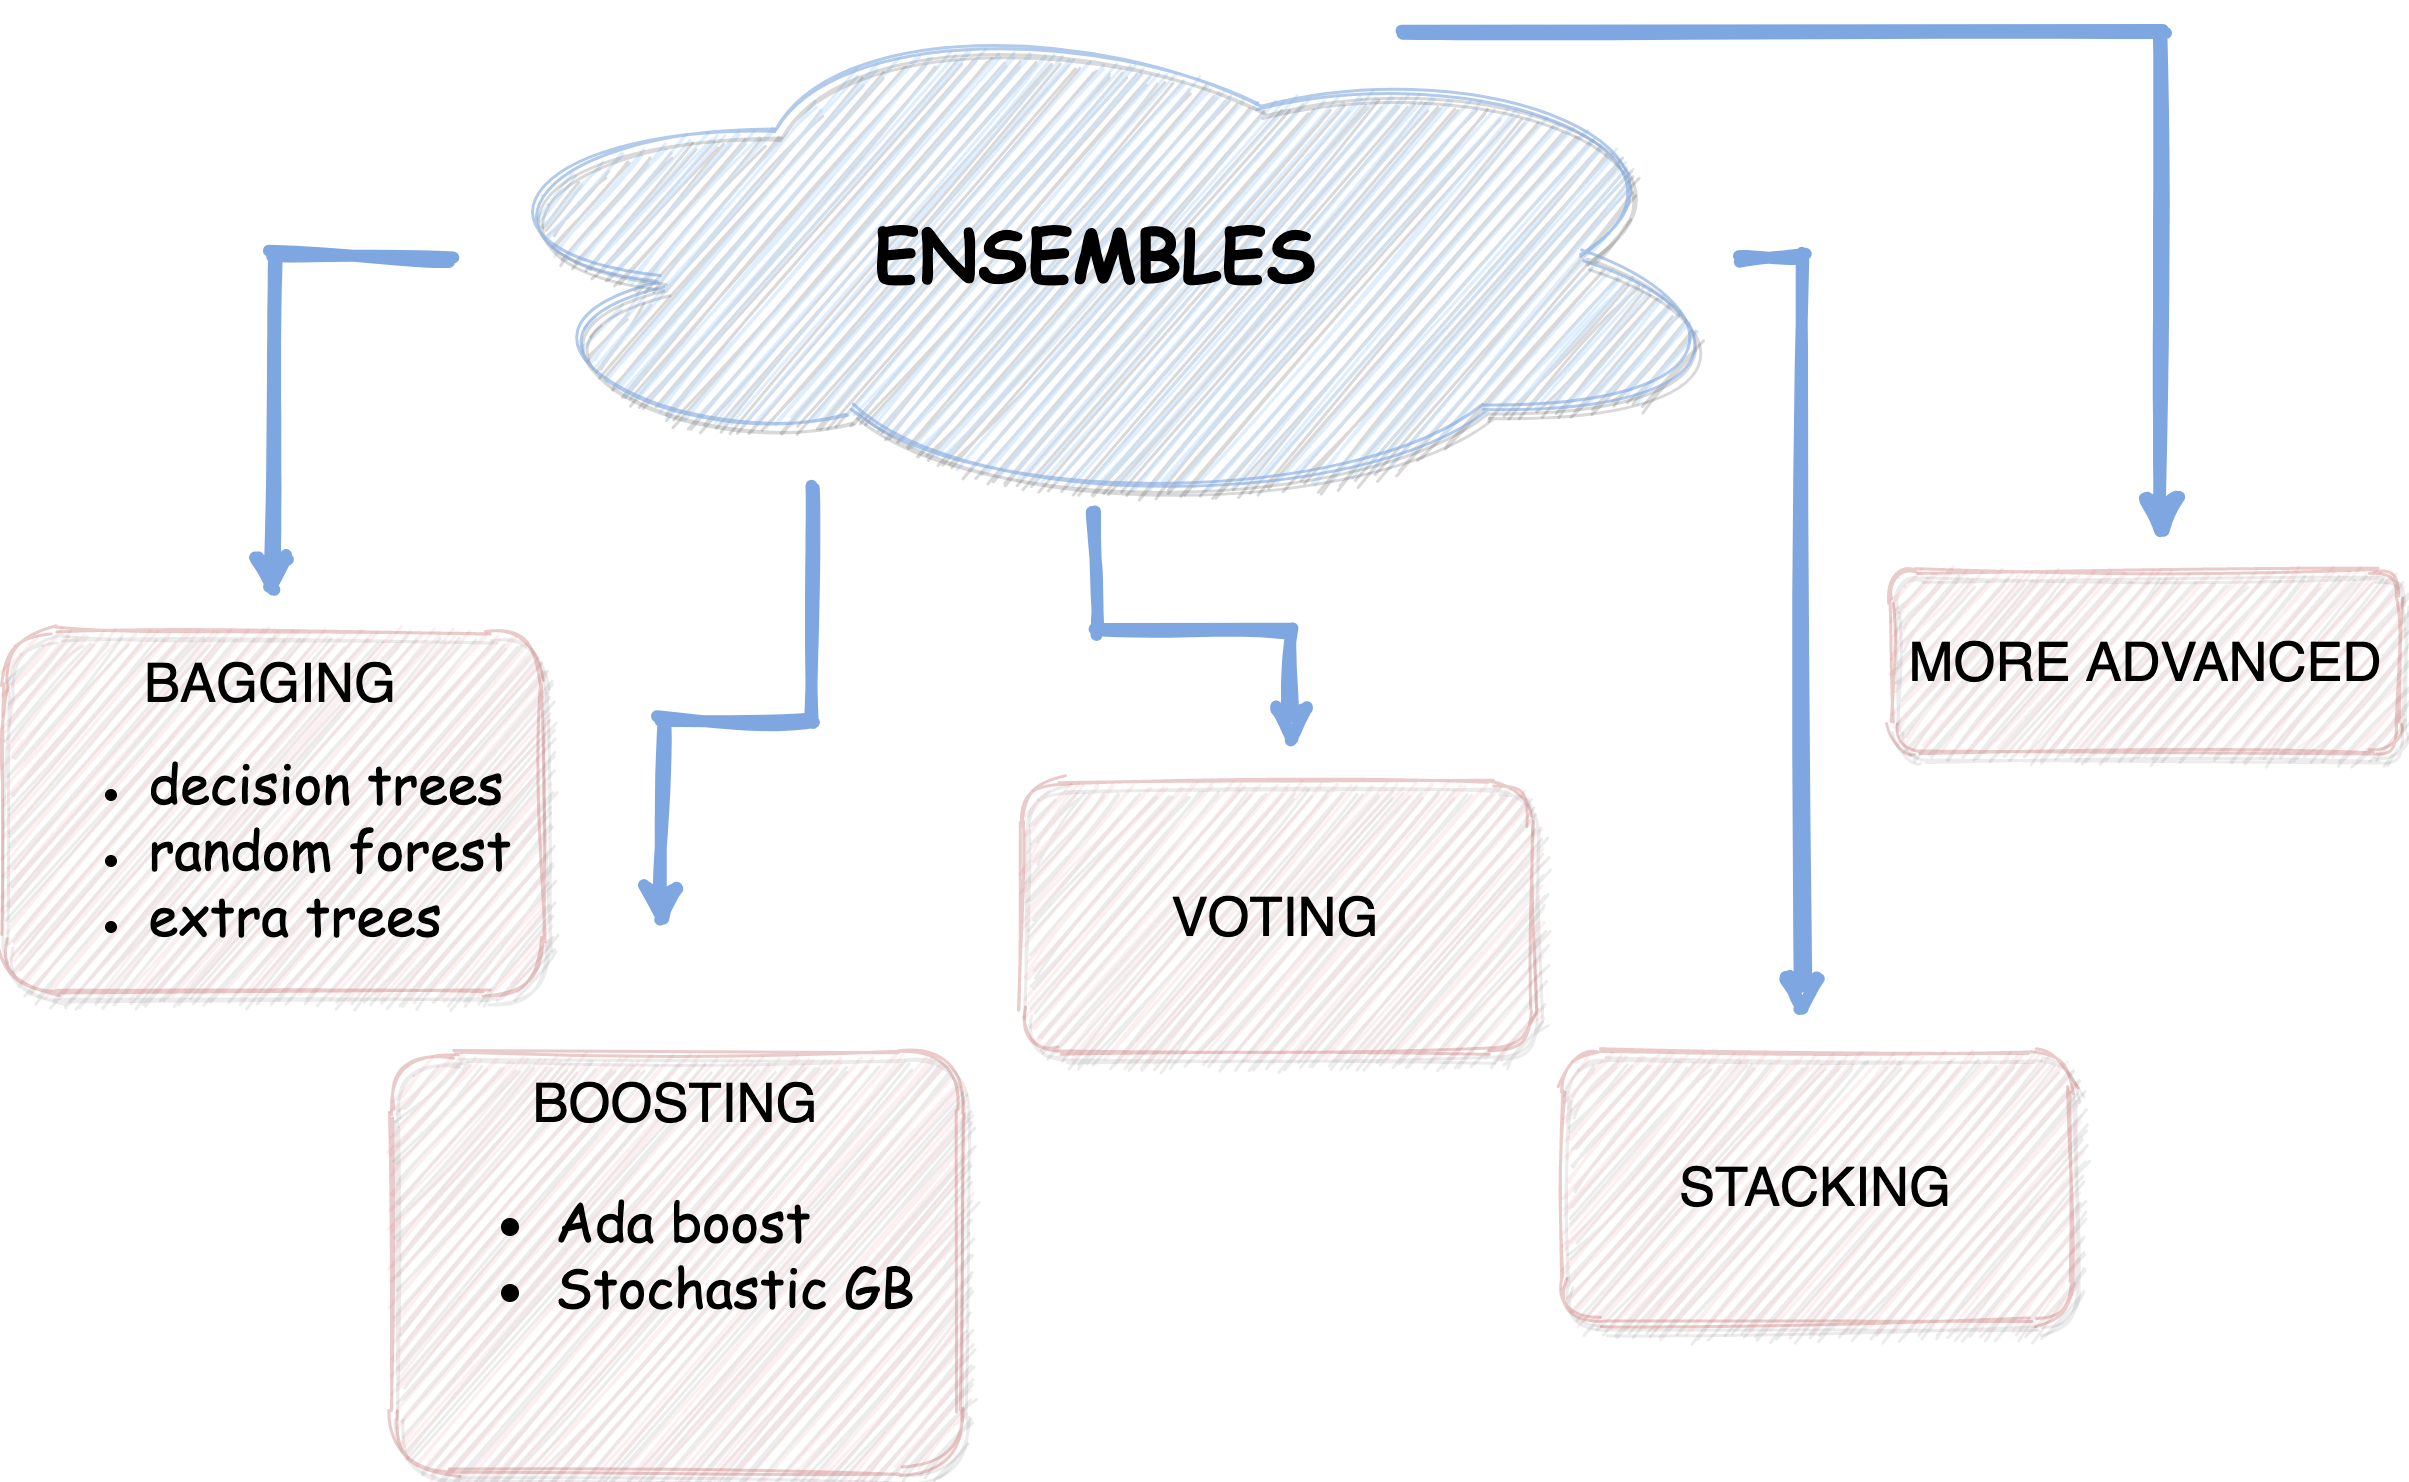 ENSEMBLES
BAGGING
• decision trees
• random forest
• extra trees
BOOSTING
• Ada boost
• Stochastic GB
VOTING
STACKING
MORE ADVANCED